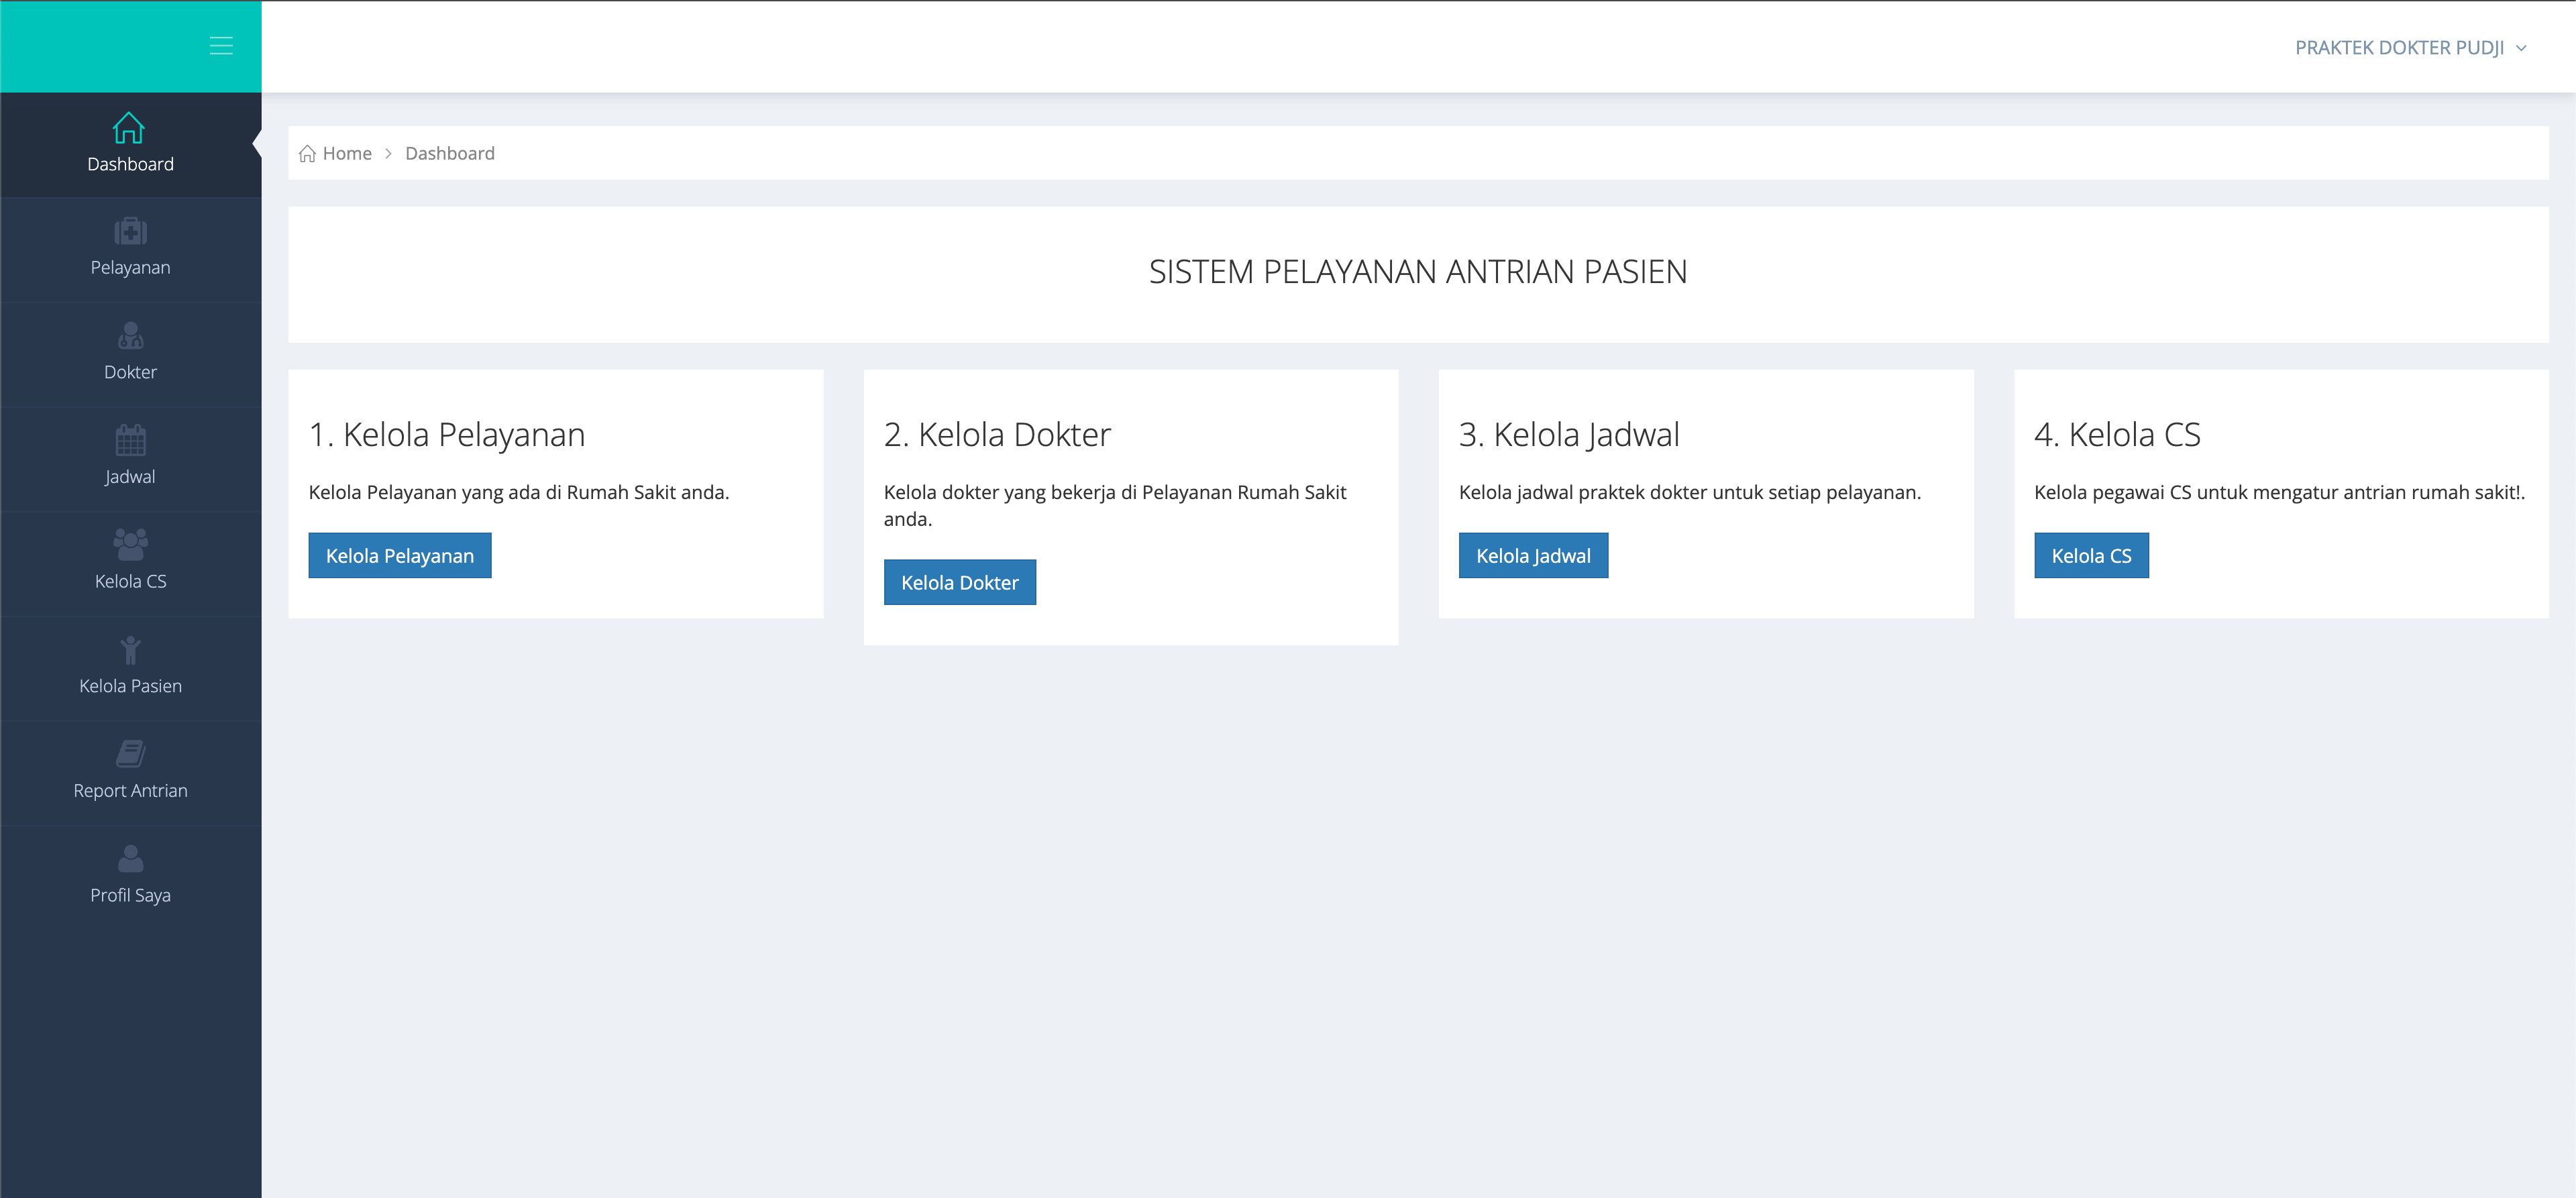 PRAKTEK DOKTER PUDJI
Dashboard
Pelayanan
Dokter
Jadwal
Kelola CS
Kelola Pasien
Report Antrian
Profil Saya
Home > Dashboard
SISTEM PELAYANAN ANTRIAN PASIEN
1. Kelola Pelayanan
Kelola Pelayanan yang ada di Rumah Sakit anda.
Kelola Pelayanan
2. Kelola Dokter
Kelola dokter yang bekerja di Pelayanan Rumah Sakit
anda.
Kelola Dokter
3. Kelola Jadwal
Kelola jadwal praktek dokter untuk setiap pelayanan.
Kelola Jadwal
4. Kelola CS
Kelola pegawai CS untuk mengatur antrian rumah sakit!.
Kelola CS